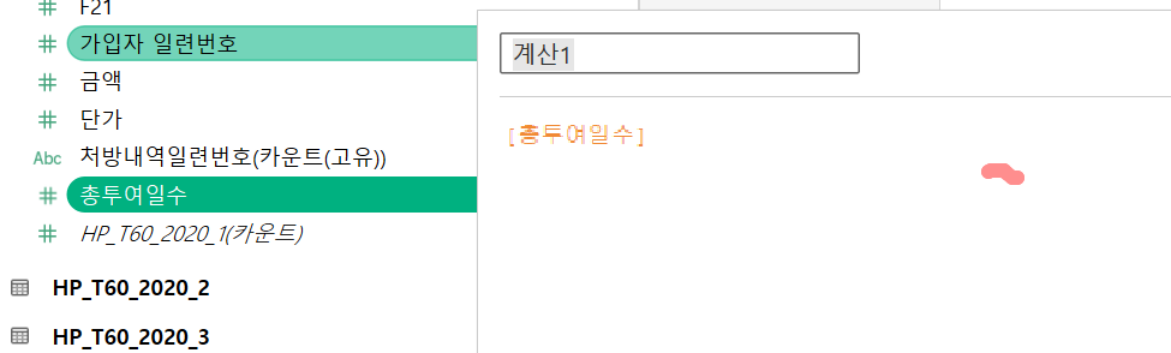 F21
가입자 일련번호
금액
단가
Abc 처방내역일련번호(카운트(고유))
총투여일수
HP_T60_2020_1(카운트)
HP_T60_2020_2
HP_T60_2020_3
계산1
[총투여일수]